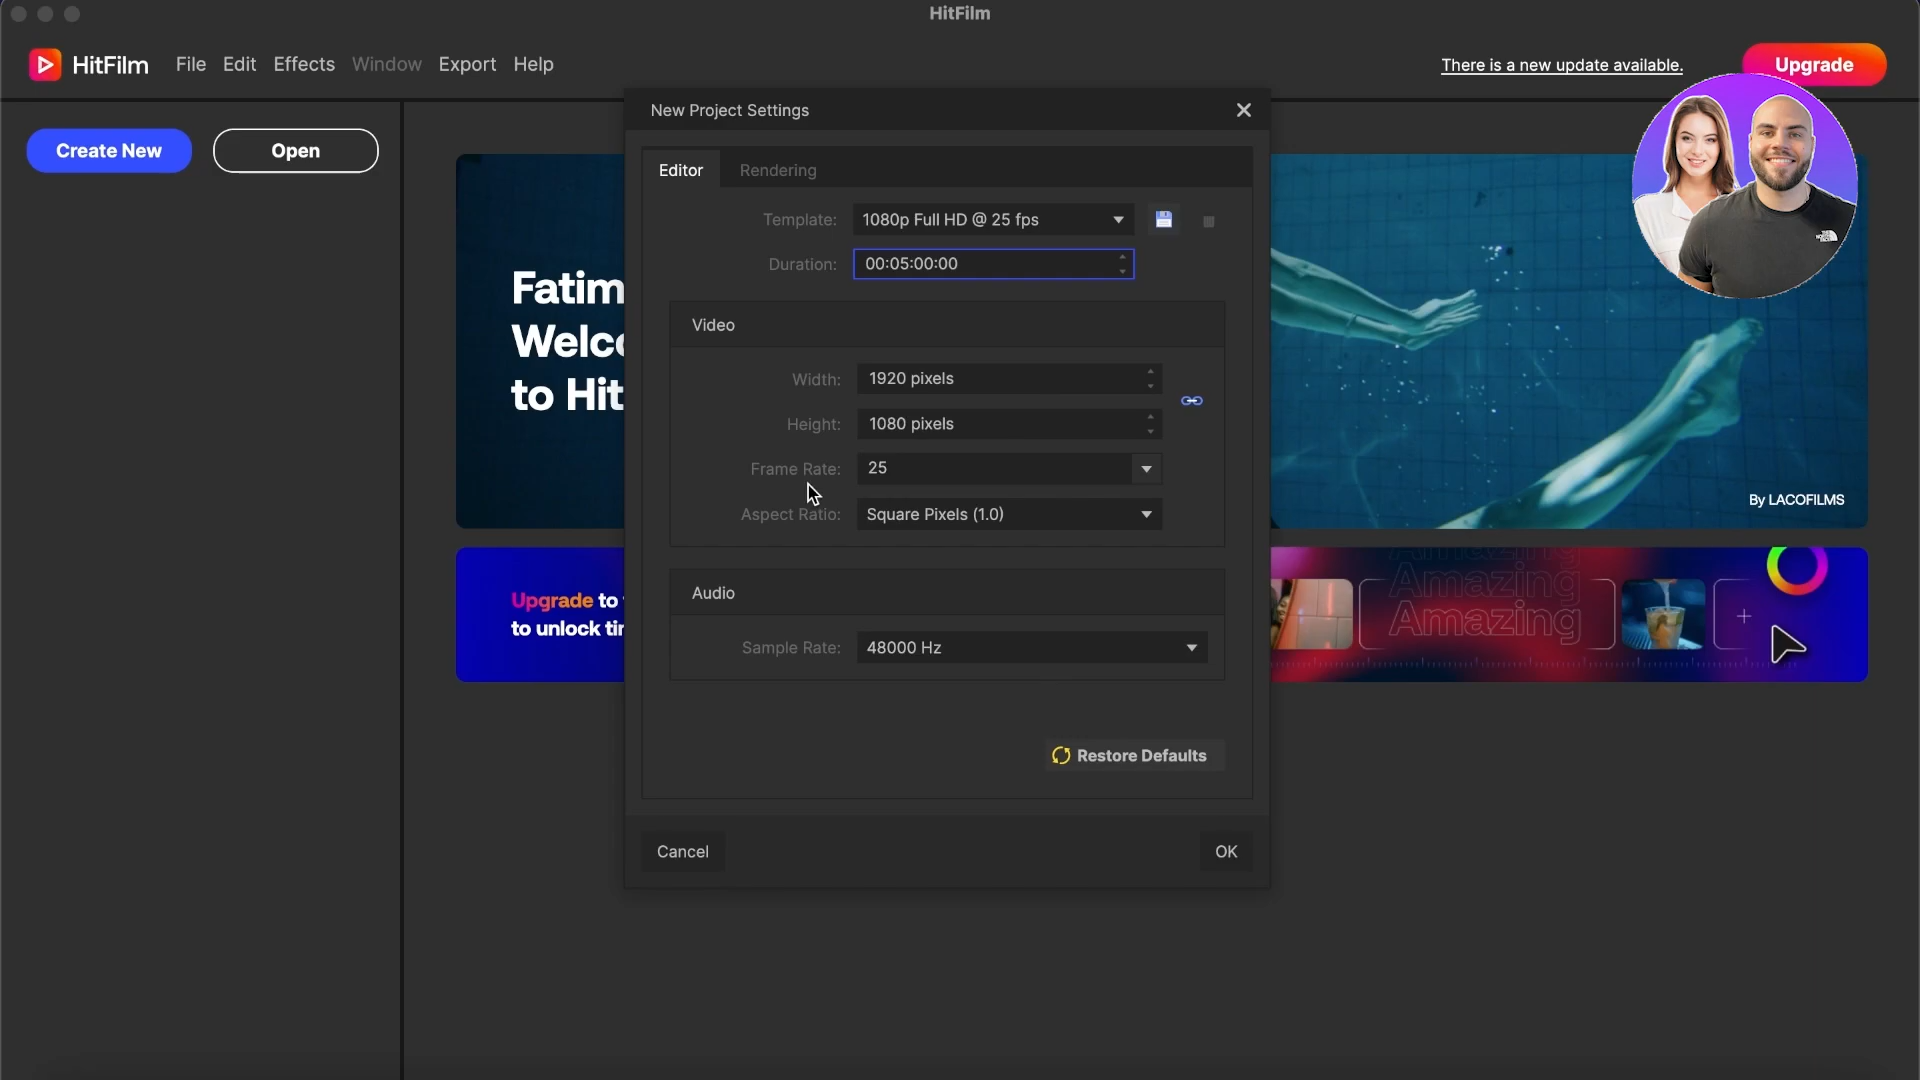 HitFilm
HitFilm File Edit Effects Window Export Help
There is a new update available.
Upgrade
Create New
Open
New Project Settings
Editor
Rendering
Template: 1080p Full HD @ 25 fps
Duration: 00:05:00:00
Video
Width: 1920 pixels
Height: 1080 pixels
Frame Rate: 25
Aspect Ratio: Square Pixels (1.0)
Audio
Sample Rate: 48000 Hz
Restore Defaults
Cancel
OK
Fatim
Welco
to Hit
By LACOFILMS
Upgrade to
to unlock
Amazing
Amazing
Amazing